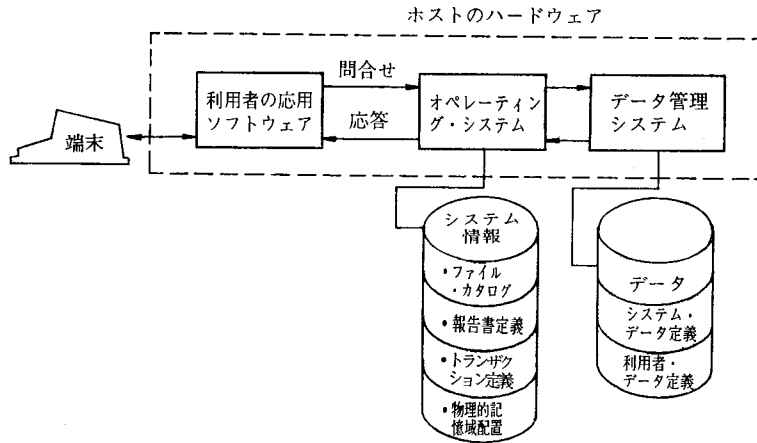 ホストのハードウェア
端末
利用者の応用
ソフトウェア
問合せ
応答
オペレーティン
グ・システム
データ管理
システム
システム
情報
•ファイル
・カタログ
•報告書定義
•トランザク
ション定義
•物理的記
憶域配置
データ
システム・
データ定義
利用者・
データ定義